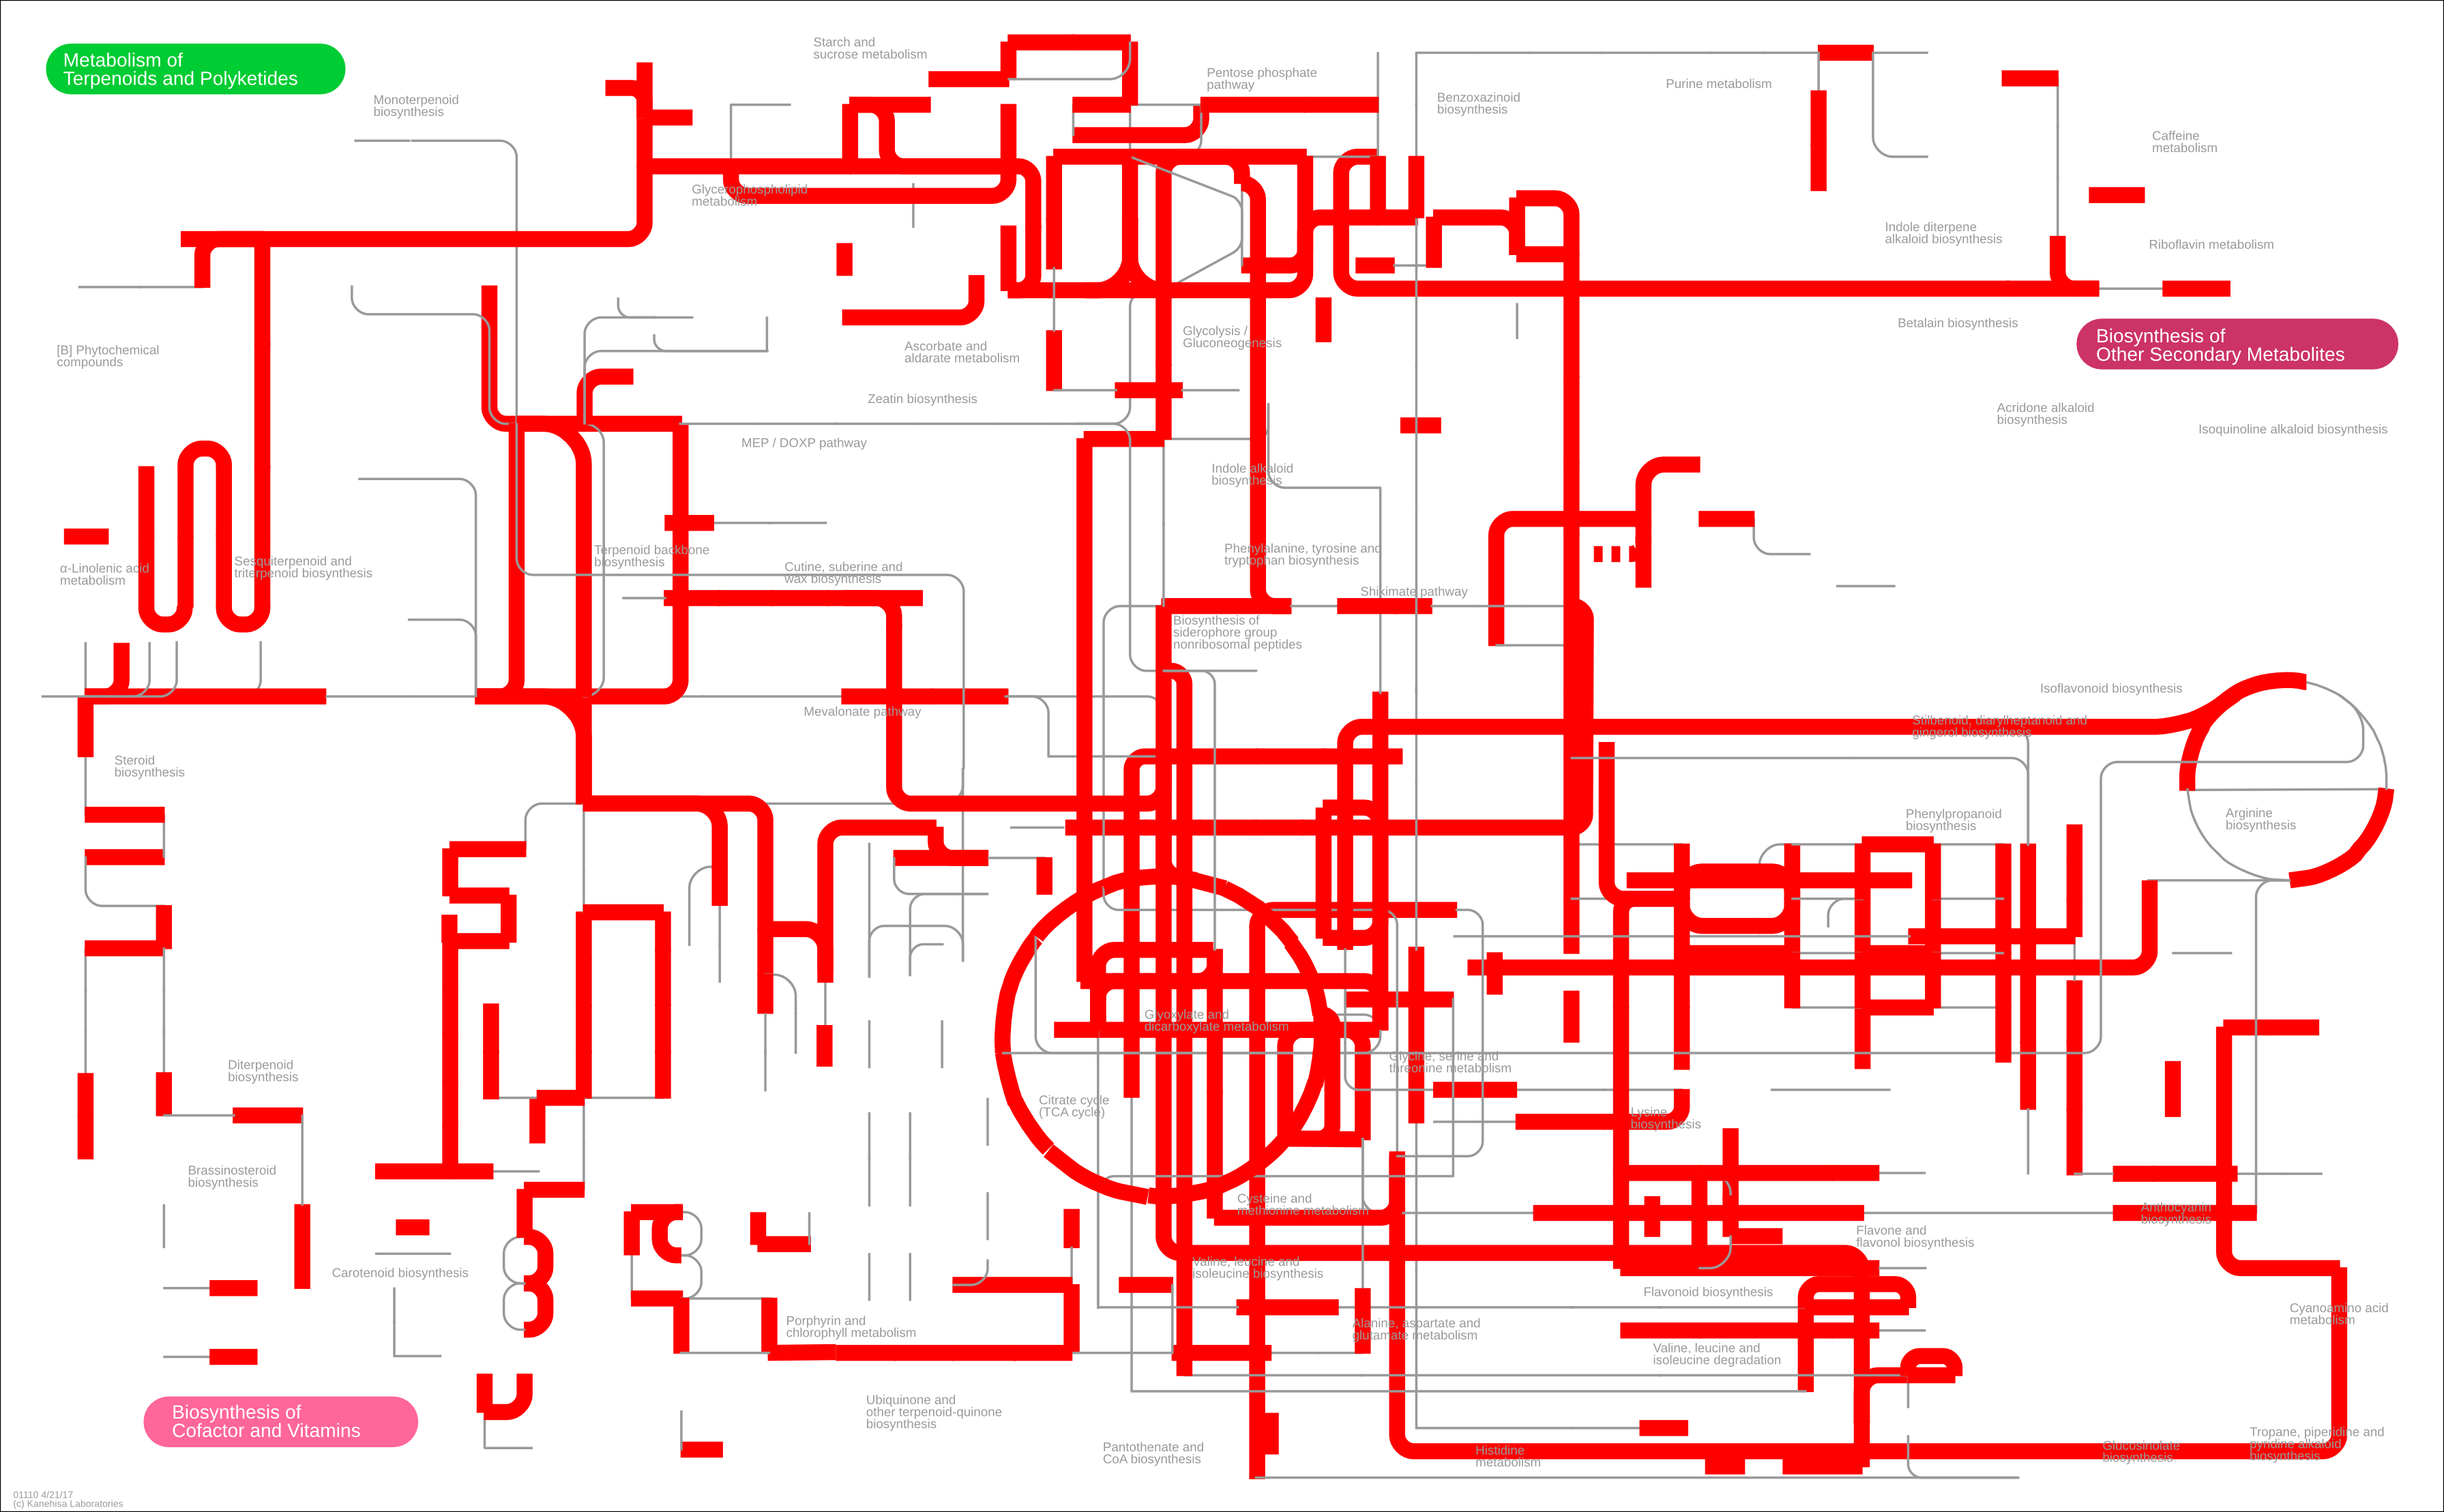 Metabolism of
Terpenoids and Polyketides
Starch and
sucrose metabolism
Monoterpenoid
biosynthesis
Pentose phosphate
pathway
Benzoxazinoid
biosynthesis
Purine metabolism
Caffeine
metabolism
Glycerophospholipid
metabolism
Indole diterpene
alkaloid biosynthesis
Riboflavin metabolism
Betalain biosynthesis
Biosynthesis of
Other Secondary Metabolites
[B] Phytochemical
compounds
Ascorbate and
aldarate metabolism
Glycolysis /
Gluconeogenesis
Zeatin biosynthesis
Acridone alkaloid
biosynthesis
Isoquinoline alkaloid biosynthesis
MEP / DOXP pathway
Indole alkaloid
biosynthesis
α-Linolenic acid
metabolism
Sesquiterpenoid and
triterpenoid biosynthesis
Terpenoid backbone
biosynthesis
Cutine, suberine and
wax biosynthesis
Phenylalanine, tyrosine and
tryptophan biosynthesis
Shikimate pathway
Biosynthesis of
siderophore group
nonribosomal peptides
Mevalonate pathway
Isoflavonoid biosynthesis
Stilbenoid, diarylheptanoid and
gingerol biosynthesis
Steroid
biosynthesis
Phenylpropanoid
biosynthesis
Arginine
biosynthesis
Glyoxylate and
dicarboxylate metabolism
Diterpenoid
biosynthesis
Citrate cycle
(TCA cycle)
Glycine, serine and
threonine metabolism
Lysine
biosynthesis
Brassinosteroid
biosynthesis
Cysteine and
methionine metabolism
Anthocyanin
biosynthesis
Flavone and
flavonol biosynthesis
Carotenoid biosynthesis
Valine, leucine and
isoleucine biosynthesis
Flavonoid biosynthesis
Porphyrin and
chlorophyll metabolism
Alanine, aspartate and
glutamate metabolism
Cyanoamino acid
metabolism
Valine, leucine and
isoleucine degradation
Biosynthesis of
Cofactor and Vitamins
Ubiquinone and
other terpenoid-quinone
biosynthesis
Pantothenate and
CoA biosynthesis
Histidine
metabolism
Glucosinolate
biosynthesis
Tropane, piperidine and
pyridine alkaloid
biosynthesis
01110 4/21/17
(c) Kanehisa Laboratories